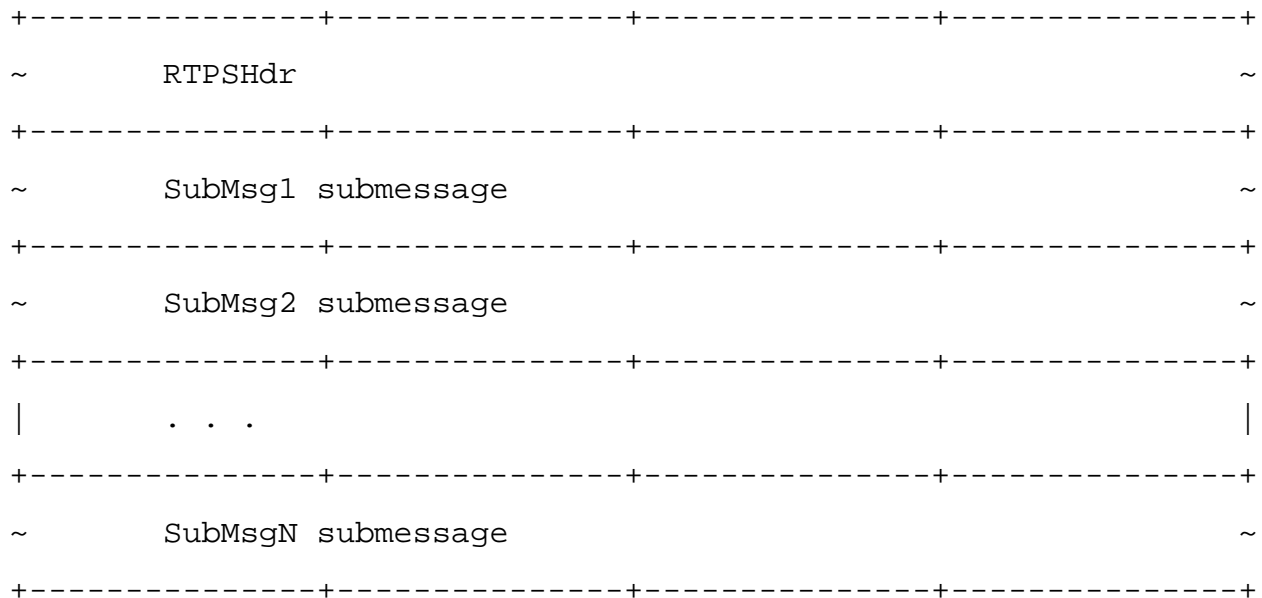 +---------------+---------------+---------------+---------------+
~ RTPSHdr ~
+---------------+---------------+---------------+---------------+
~ SubMsg1 submessage ~
+---------------+---------------+---------------+---------------+
~ SubMsg2 submessage ~
+---------------+---------------+---------------+---------------+
| . . . |
+---------------+---------------+---------------+---------------+
~ SubMsgN submessage ~
+---------------+---------------+---------------+---------------+